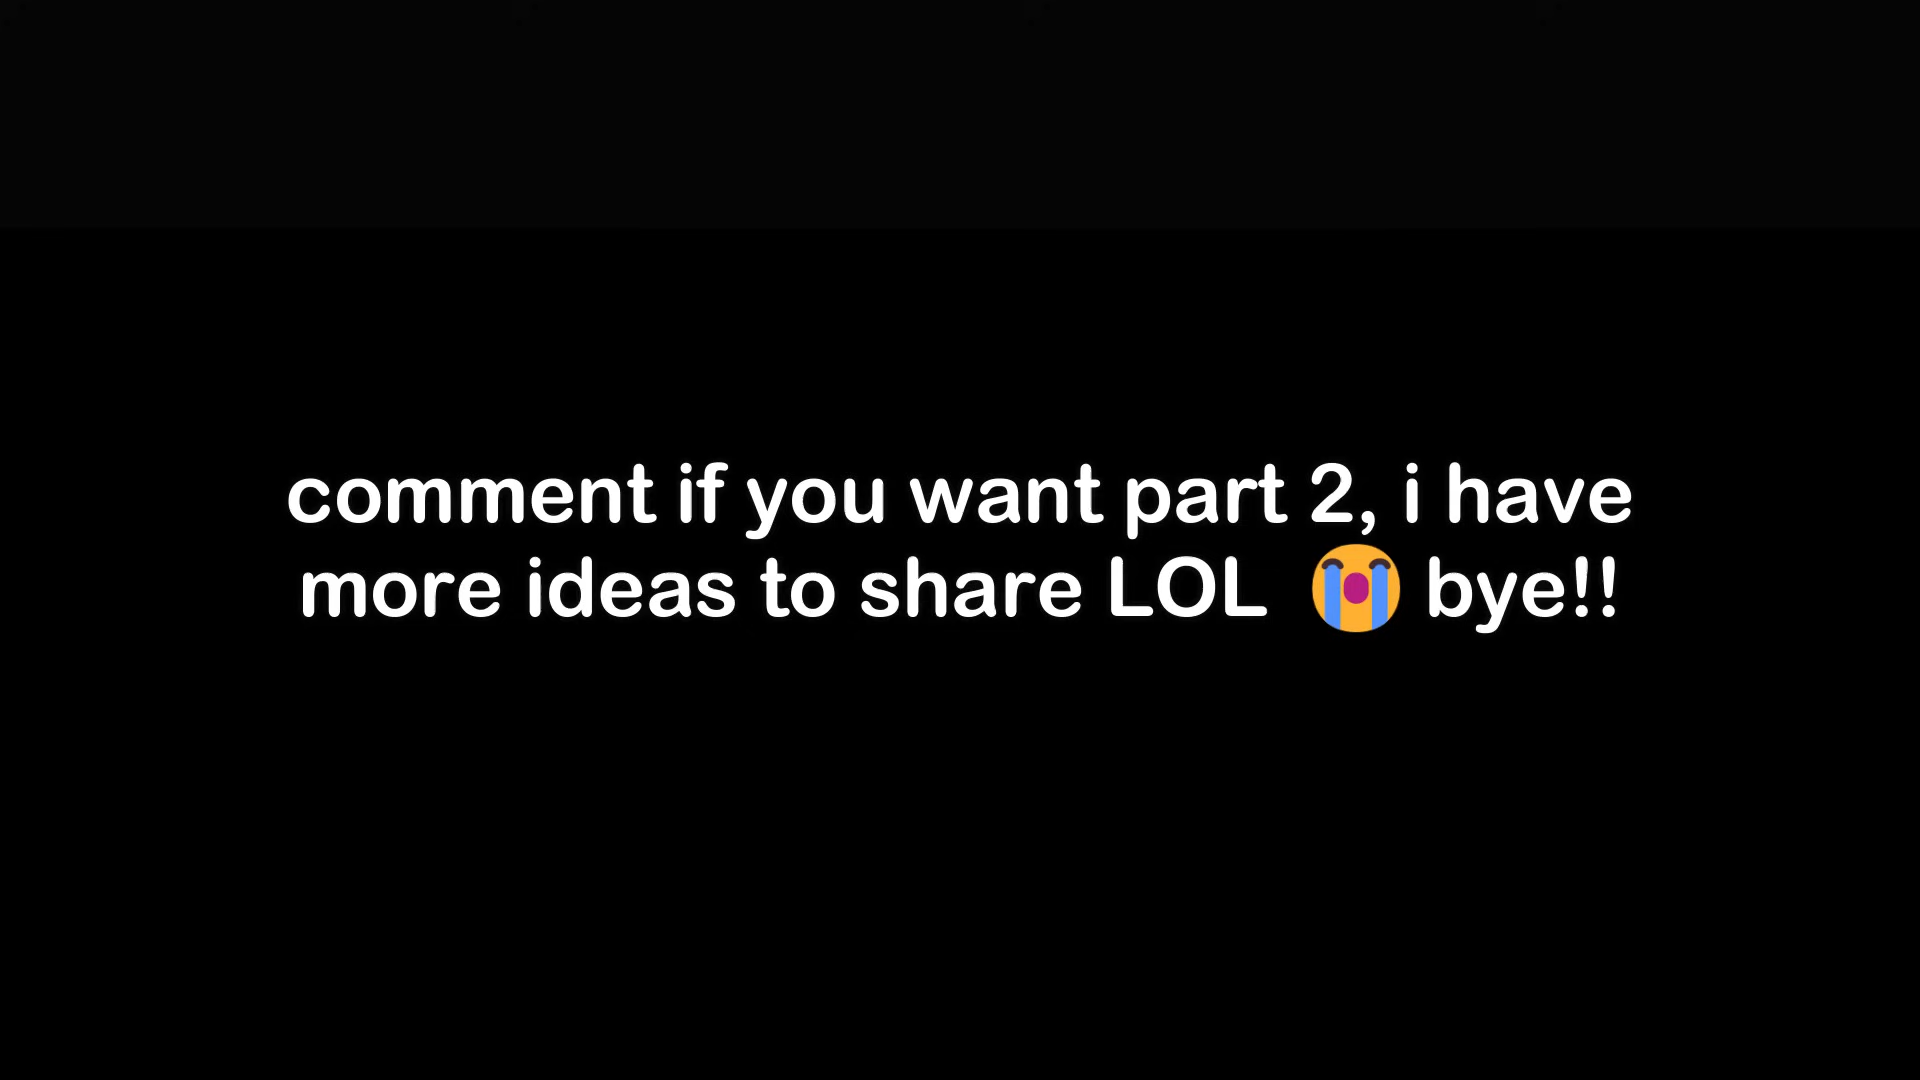 comment if you want part 2, i have
more ideas to share LOL 😭 bye!!